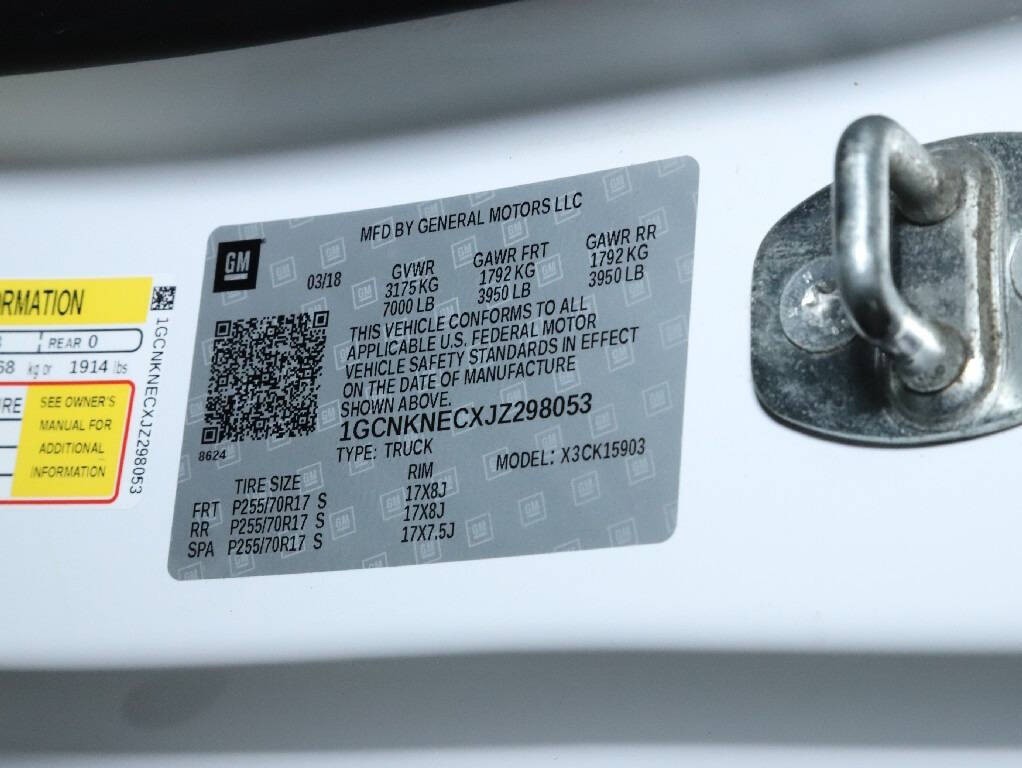 MFD BY GENERAL MOTORS LLC
GM
03/18
GVWR
3175 KG
7000 LB
GAWR FRT
1792 KG
3950 LB
GAWR RR
1792 KG
3950 LB
THIS VEHICLE CONFORMS TO ALL
APPLICABLE U.S. FEDERAL MOTOR
VEHICLE SAFETY STANDARDS IN EFFECT
ON THE DATE OF MANUFACTURE
SHOWN ABOVE.
1GCNKNECXJZ298053
8624
TYPE: TRUCK
MODEL: X3CK15903
TIRE SIZE RIM
FRT P255/70R17 S 17X8J
RR P255/70R17 S 17X8J
SPA P255/70R17 S 17X7.5J
REAR 0
kg or 1914 lbs
SEE OWNER'S
MANUAL FOR
ADDITIONAL
INFORMATION
1GCNKNECXJZ298053